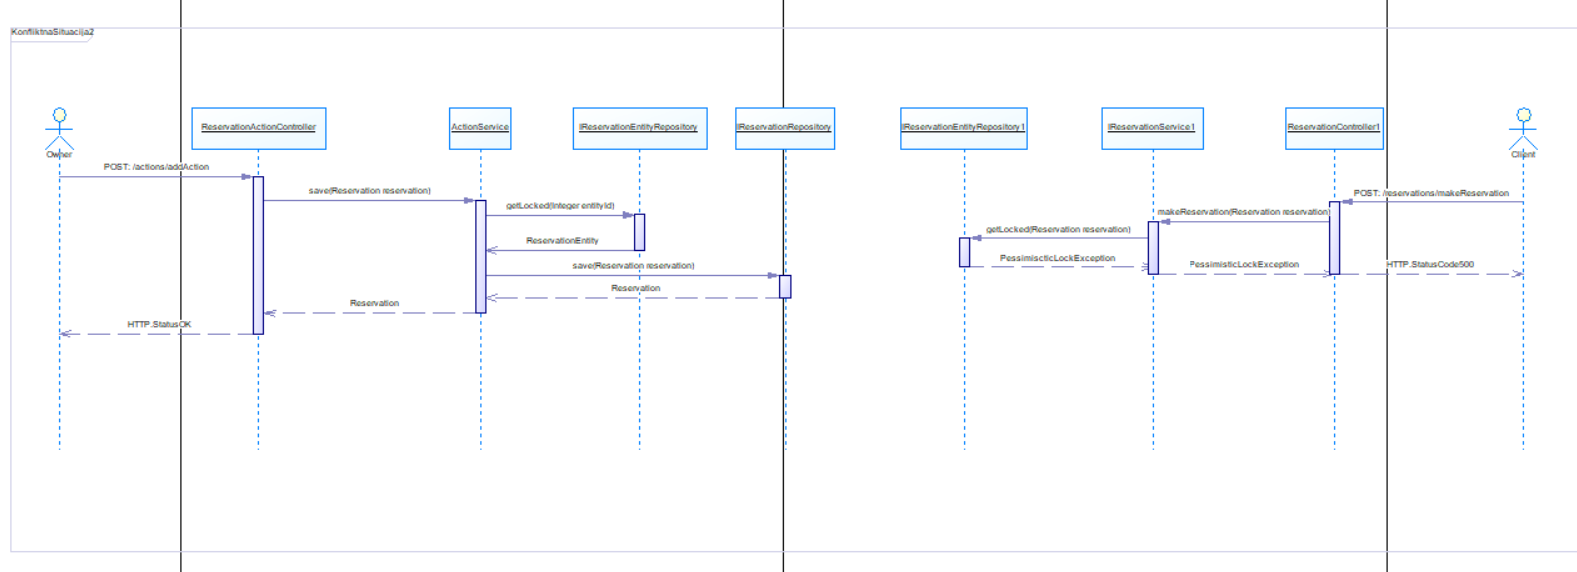 KonfliktnaSituacija2
Owner
ReservationActionController
ActionService
IReservationEntityRepository
IReservationRepository
IReservationEntityRepository1
IReservationService1
ReservationController1
Client
POST: /actions/addAction
save(Reservation reservation)
getLocked(Integer entityId)
ReservationEntity
save(Reservation reservation)
Reservation
Reservation
HTTP.StatusOK
POST: /reservations/makeReservation
makeReservation(Reservation reservation)
getLocked(Reservation reservation)
PessimiscticLockException
PessimisticLockException
HTTP.StatusCode500